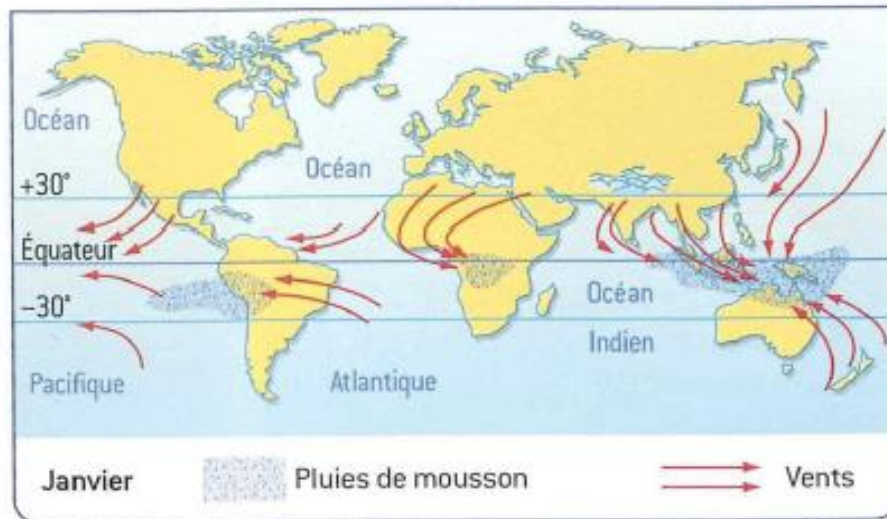 Océan
Océan
+30°
Équateur
Océan
-30°
Indien
Pacifique
Atlantique
Janvier
Pluies de mousson
Vents